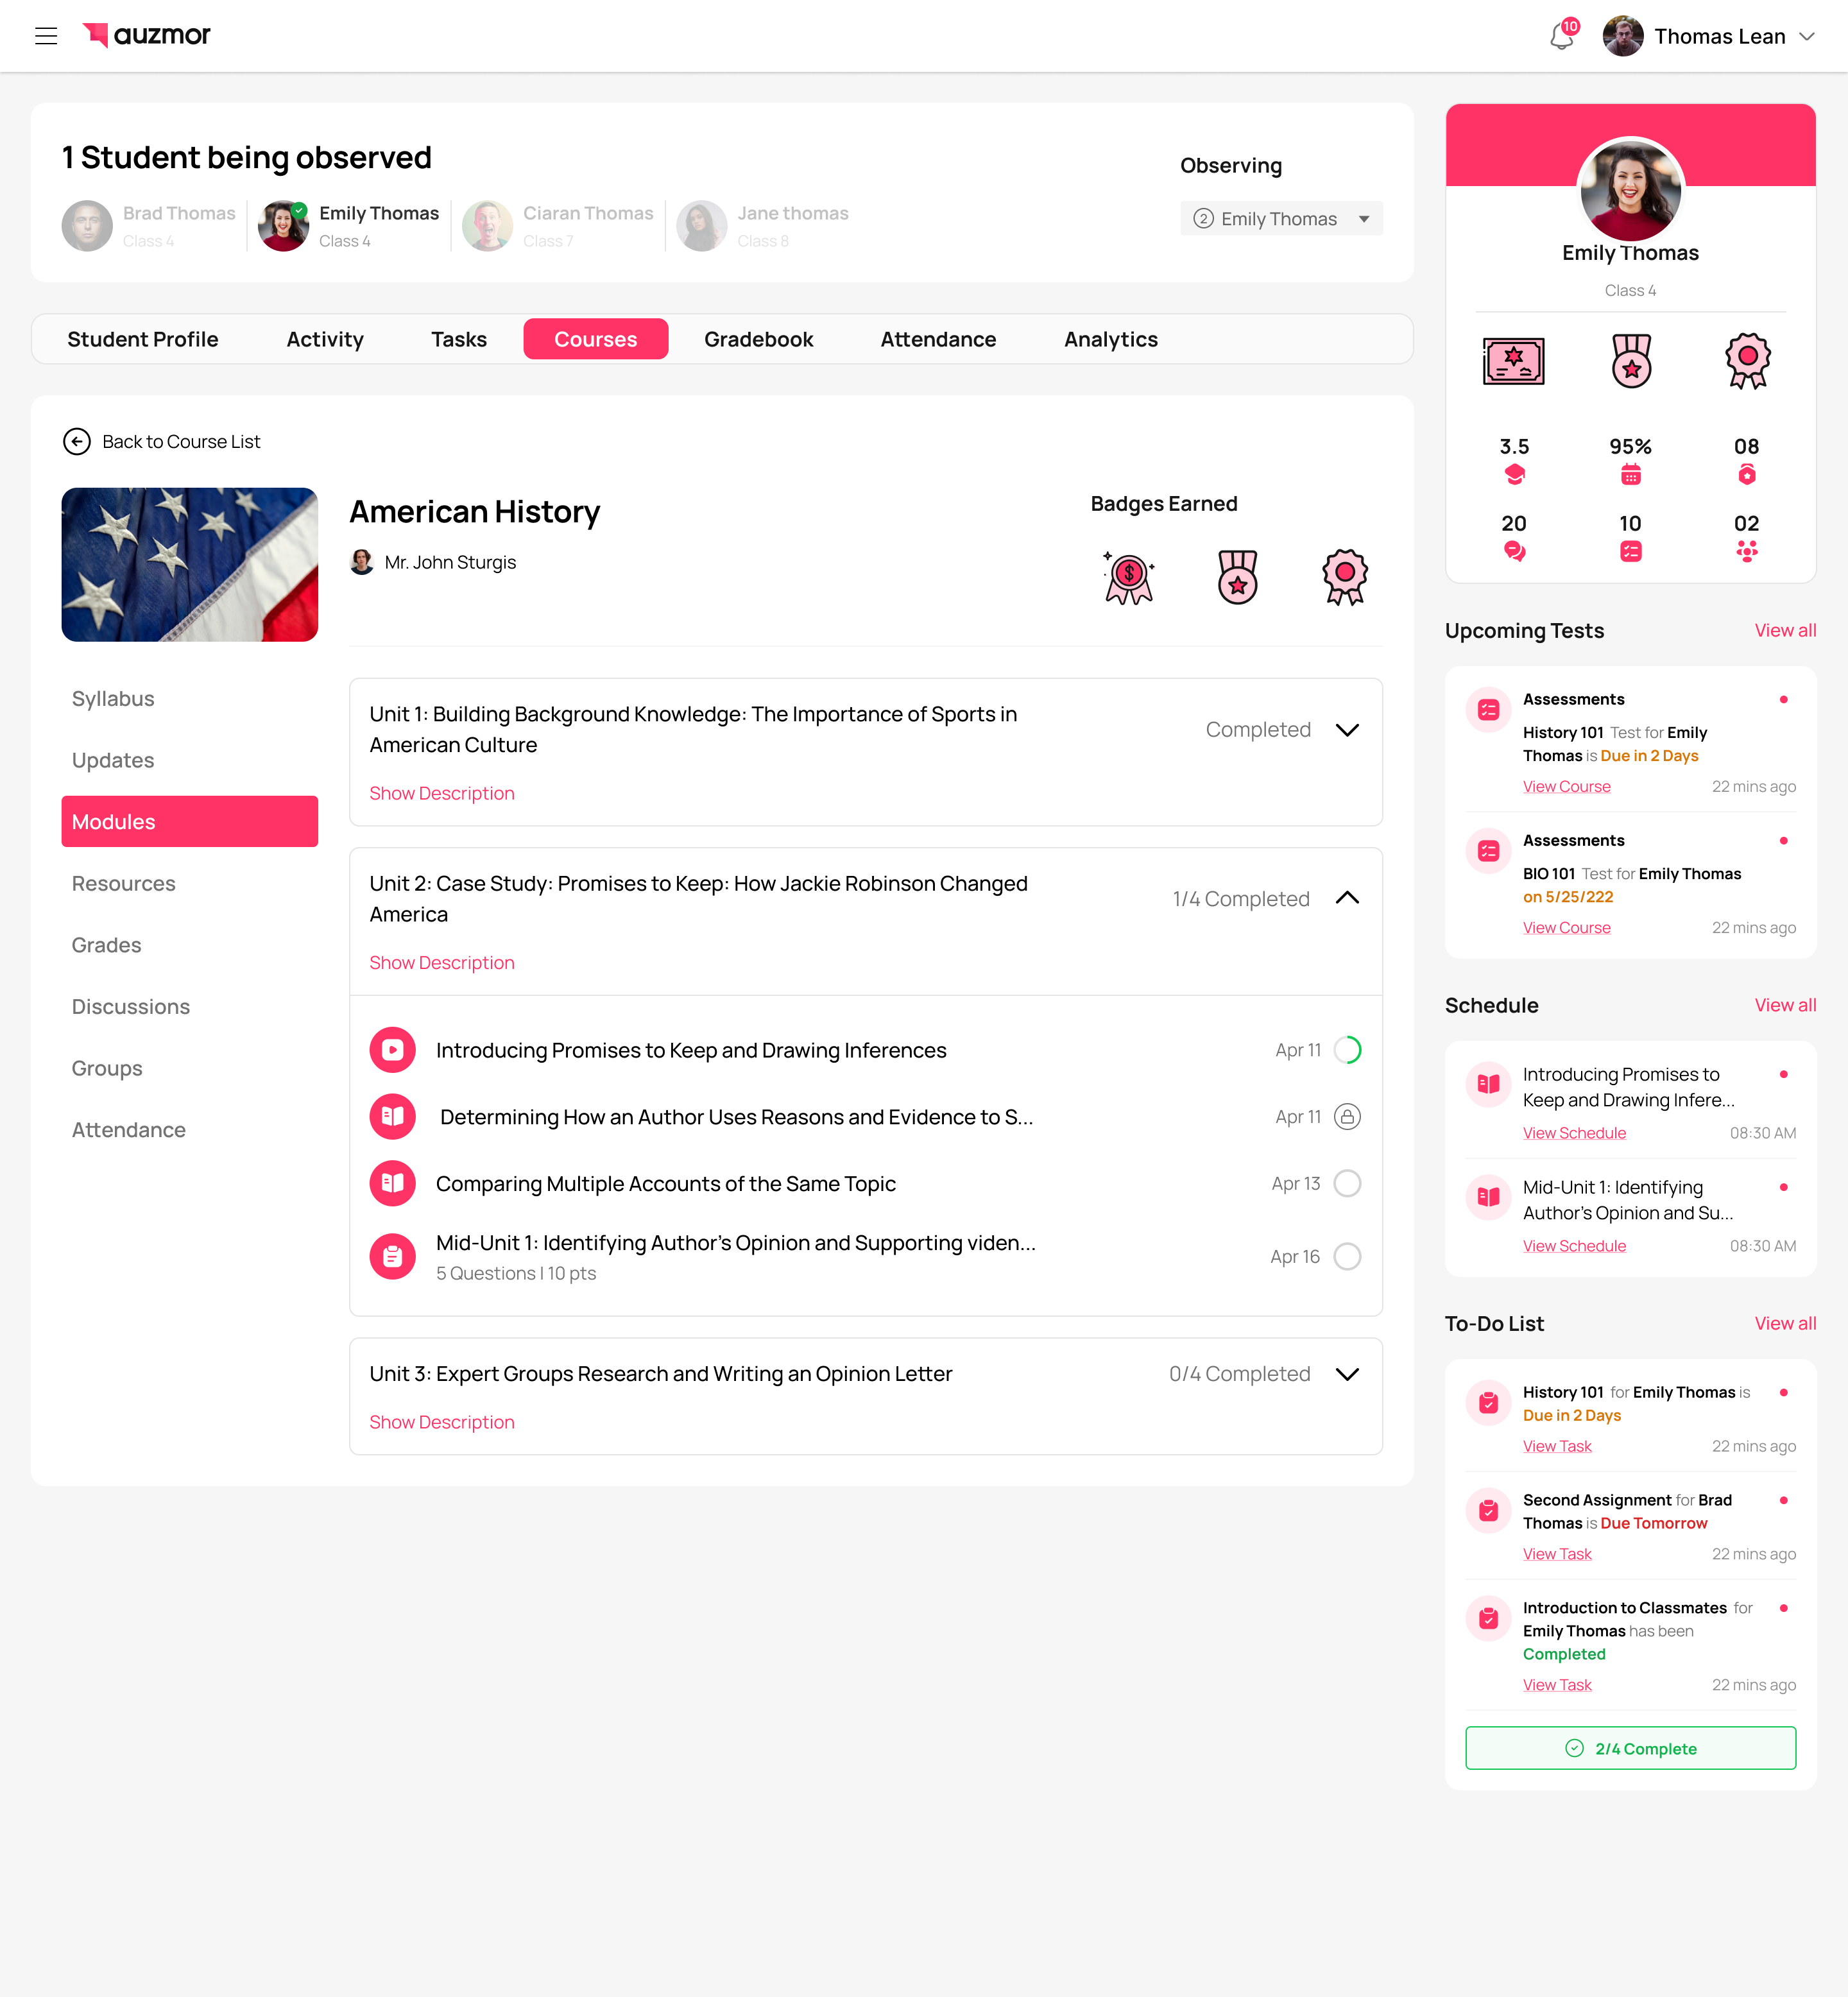 auzmor
10
Thomas Lean
1 Student being observed
Brad Thomas
Class 4
Emily Thomas
Class 4
Ciaran Thomas
Class 7
Jane thomas
Class 8
Observing
2 Emily Thomas
Student Profile
Activity
Tasks
Courses
Gradebook
Attendance
Analytics
Back to Course List
American History
Mr. John Sturgis
Badges Earned
$
Syllabus
Updates
Modules
Resources
Grades
Discussions
Groups
Attendance
Unit 1: Building Background Knowledge: The Importance of Sports in
American Culture
Completed
Show Description
Unit 2: Case Study: Promises to Keep: How Jackie Robinson Changed
America
1/4 Completed
Show Description
Introducing Promises to Keep and Drawing Inferences
Apr 11
Determining How an Author Uses Reasons and Evidence to S...
Apr 11
Comparing Multiple Accounts of the Same Topic
Apr 13
Mid-Unit 1: Identifying Author's Opinion and Supporting viden...
5 Questions | 10 pts
Apr 16
Unit 3: Expert Groups Research and Writing an Opinion Letter
0/4 Completed
Show Description
Emily Thomas
Class 4
3.5
95%
08
20
10
02
Upcoming Tests
View all
Assessments
History 101 Test for Emily
Thomas is Due in 2 Days
View Course
22 mins ago
Assessments
BIO 101 Test for Emily Thomas
on 5/25/222
View Course
22 mins ago
Schedule
View all
Introducing Promises to
Keep and Drawing Infere...
View Schedule
08:30 AM
Mid-Unit 1: Identifying
Author's Opinion and Su...
View Schedule
08:30 AM
To-Do List
View all
History 101 for Emily Thomas is
Due in 2 Days
View Task
22 mins ago
Second Assignment for Brad
Thomas is Due Tomorrow
View Task
22 mins ago
Introduction to Classmates for
Emily Thomas has been
Completed
View Task
22 mins ago
2/4 Complete